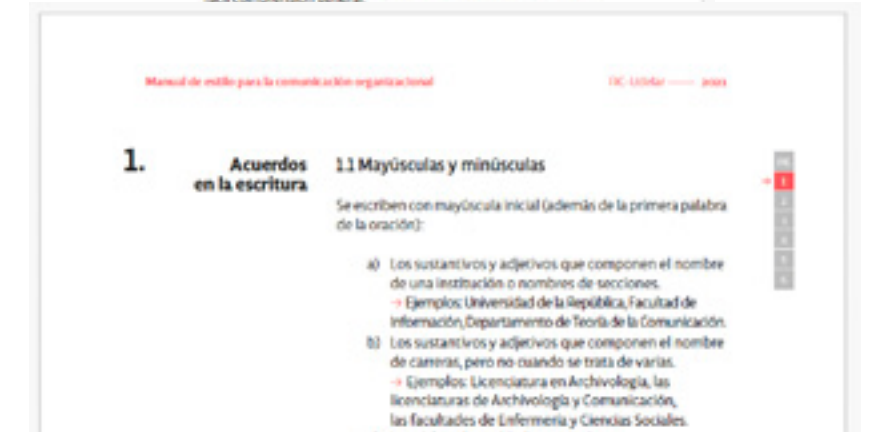 Manual de estilo para la comunicación organizacional
2021
1.
Acuerdos
en la escritura
1.1 Mayúsculas y minúsculas
Se escriben con mayúscula inicial (además de la primera palabra
de la oración):
a) Los sustantivos y adjetivos que componen el nombre
de una institución o nombres de secciones.
→ Ejemplos: Universidad de la República, Facultad de
Información, Departamento de Teoría de la Comunicación.
b) Los sustantivos y adjetivos que componen el nombre
de carreras, pero no cuando se trata de varias.
→ Ejemplos: Licenciatura en Archivología, las
licenciaturas de Archivología y Comunicación,
las facultades de Enfermería y Ciencias Sociales.
→ 1